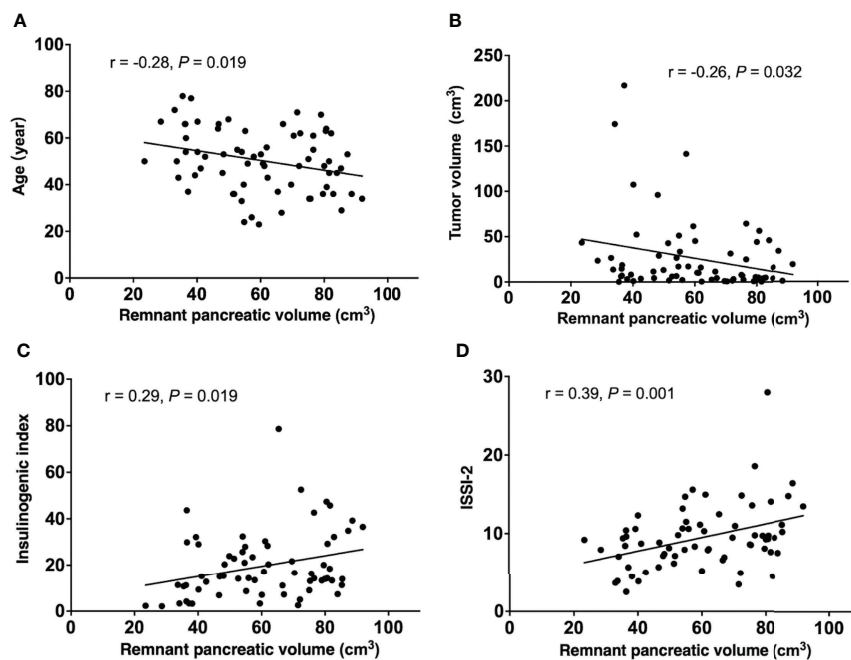 A
r = -0.28, P = 0.019
Age (year)
100
80
60
40
20
0
0 20 40 60 80 100
Remnant pancreatic volume (cm³)
B
r = -0.26, P = 0.032
Tumor volume (cm³)
250
200
150
100
50
0
0 20 40 60 80 100
Remnant pancreatic volume (cm³)
C
r = 0.29, P = 0.019
Insulinogenic index
100
80
60
40
20
0
0 20 40 60 80 100
Remnant pancreatic volume (cm³)
D
r = 0.39, P = 0.001
ISSI-2
30
20
10
0
0 20 40 60 80 100
Remnant pancreatic volume (cm³)